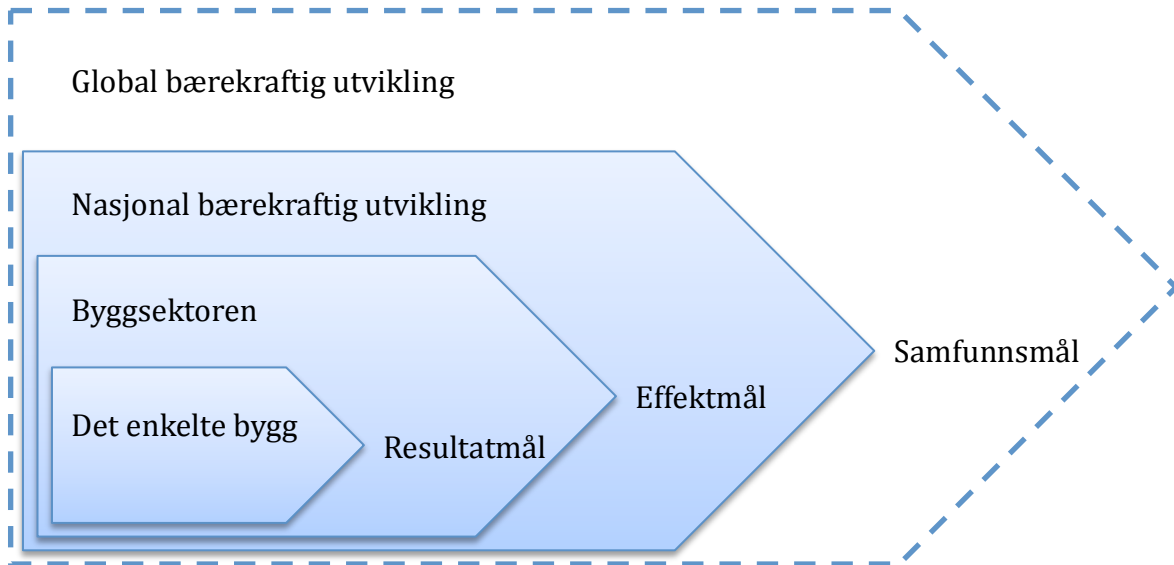 Global bærekraftig utvikling
Nasjonal bærekraftig utvikling
Byggsektoren
Samfunnsmål
Effektmål
Det enkelte bygg
Resultatmål